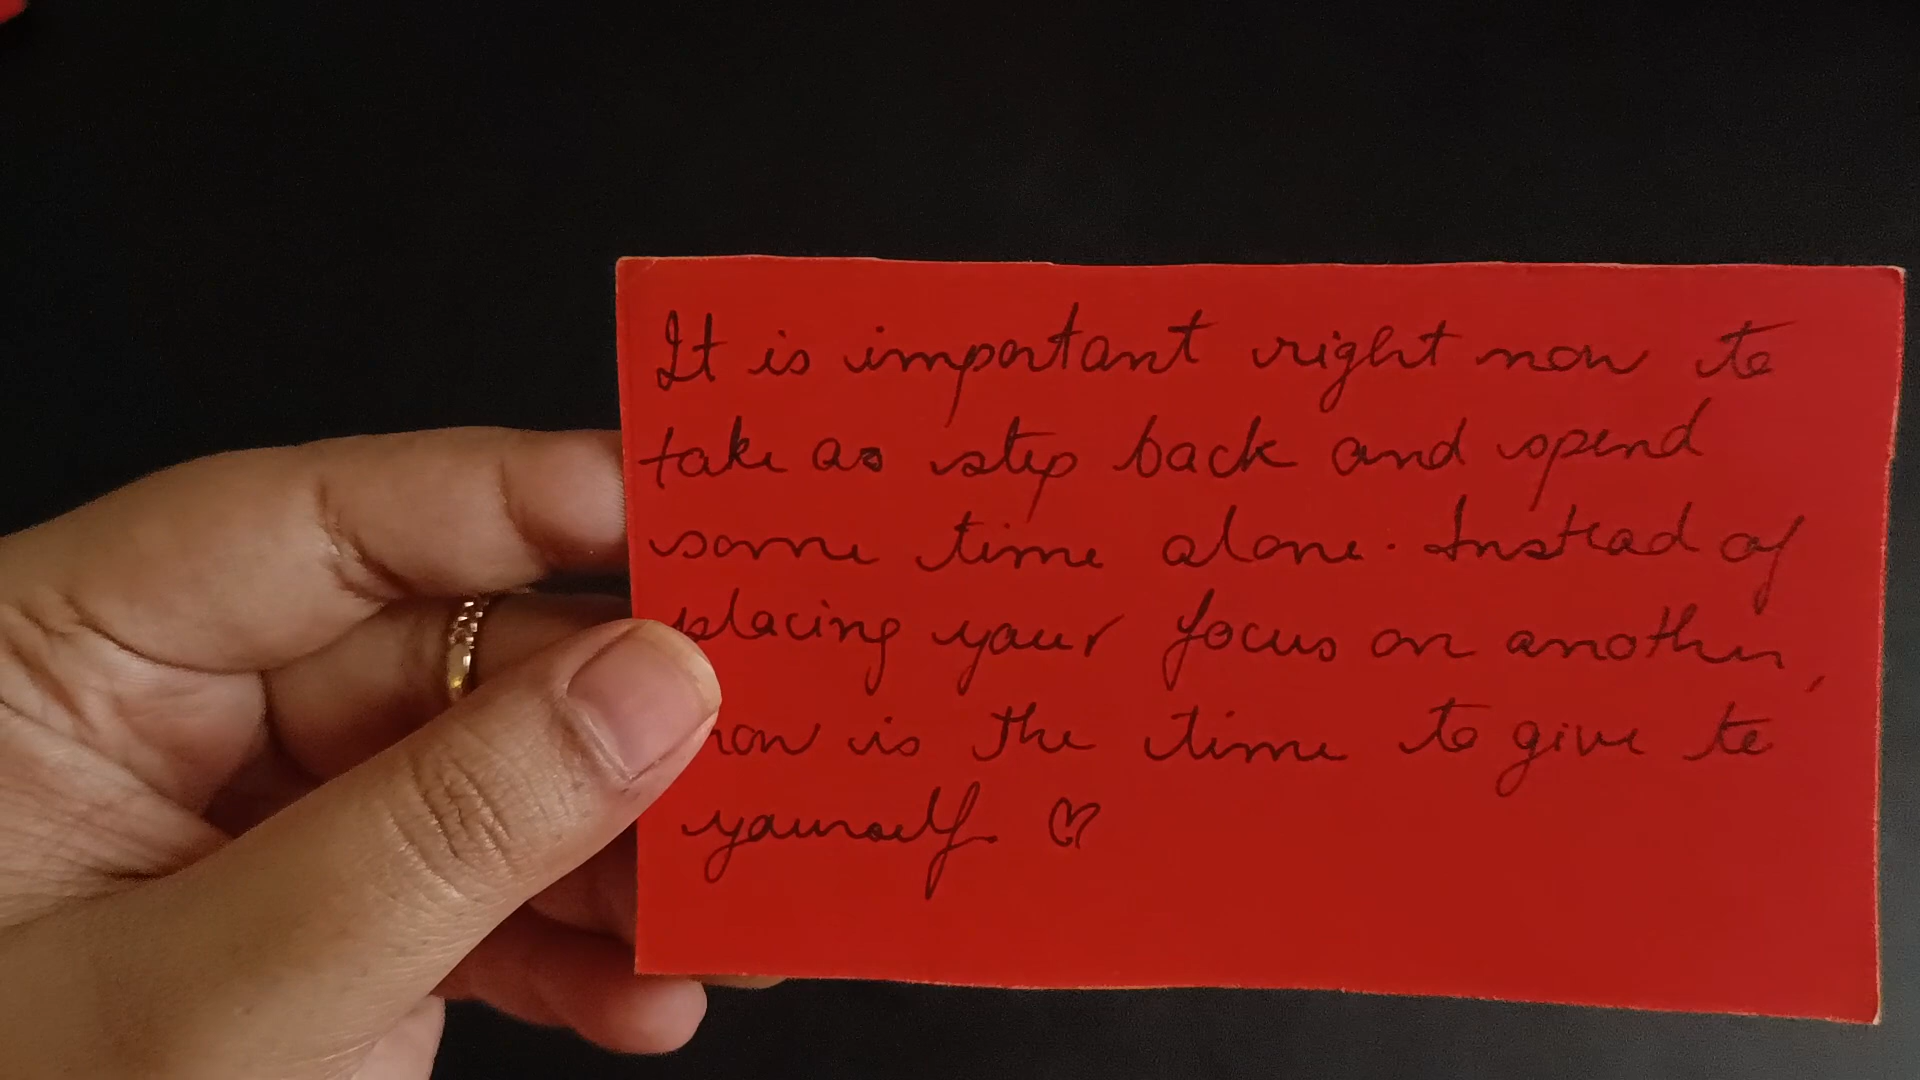 It is important right now to
take a step back and spend
some time alone. Instead of
placing your focus on another,
now is the time to give to
yourself. ♡